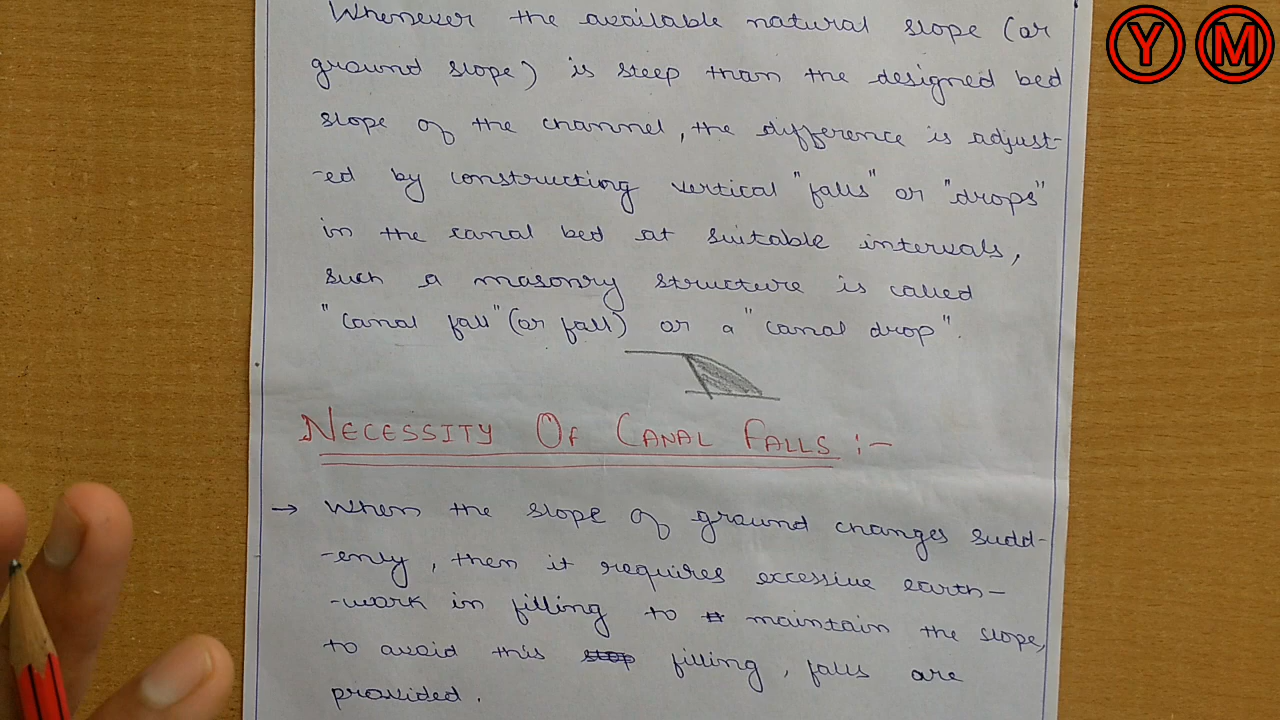 Y M
Whenever the available natural slope (or
ground slope) is steep than the designed bed
slope of the channel, the difference is adjust-
-ed by constructing vertical "falls" or "drops"
in the canal bed at suitable intervals,
such a masonry structure is called
"canal fall" (or fall) or a "canal drop".
NECESSITY OF CANAL FALLS :-
→ When the slope of ground changes sudd-
-enly, then it requires excessive earth-
-work in filling to maintain the slope,
to avoid this filling, falls are
provided.